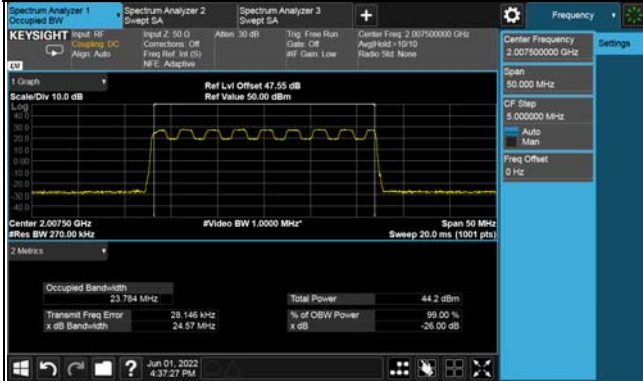 Spectrum Analyzer 1
Occupied BW
Spectrum Analyzer 2
Swept SA
Spectrum Analyzer 3
Swept SA
+
Frequency
KEYSIGHT
Input: RF
Coupling: DC
Align: Auto
Input Z: 50 Ω
Corrections: Off
Freq Ref: Int (S)
NFE: Adaptive
Atten: 30 dB
Trig: Free Run
Gate: Off
#IF Gain: Low
Center Freq: 2.007500000 GHz
Avg|Hold:>10/10
Radio Std: None
Center Frequency
2.007500000 GHz
Settings
Span
50.000 MHz
CF Step
5.000000 MHz
Auto
Man
Freq Offset
0 Hz
1 Graph
Scale/Div 10.0 dB
Ref Lvl Offset 47.55 dB
Ref Value 50.00 dBm
Log
40.0
30.0
20.0
10.0
0.00
-10.0
-20.0
-30.0
-40.0
Center 2.00750 GHz
#Video BW 1.0000 MHz*
Span 50 MHz
#Res BW 270.00 kHz
Sweep 20.0 ms (1001 pts)
2 Metrics
Occupied Bandwidth
23.784 MHz
Total Power
44.2 dBm
Transmit Freq Error
28.146 kHz
% of OBW Power
99.00 %
x dB Bandwidth
24.57 MHz
x dB
-26.00 dB
?
Jun 01, 2022
4:37:27 PM